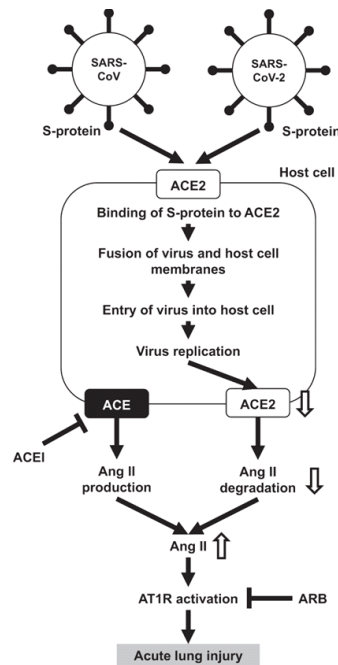 SARS-
CoV
SARS-
CoV-2
S-protein
S-protein
Host cell
ACE2
Binding of S-protein to ACE2
Fusion of virus and host cell
membranes
Entry of virus into host cell
Virus replication
ACE
ACE2
ACEI
Ang II
production
Ang II
degradation
Ang II
AT1R activation
ARB
Acute lung injury